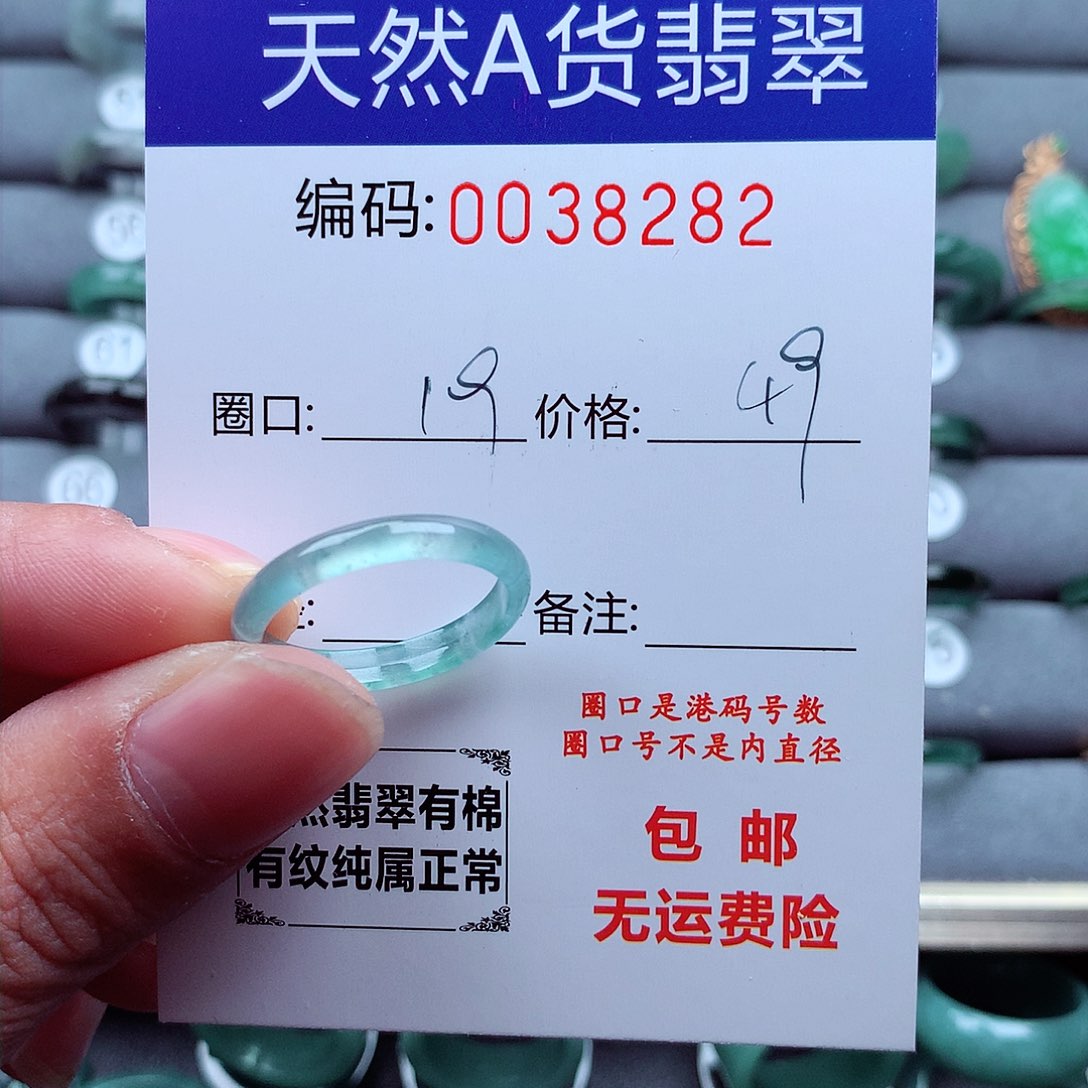 天然A货翡翠
编码:0038282
圈口: 19 价格: 49
备注:
圈口是港码号数
圈口号不是内直径
翡翠有棉
有纹纯属正常
包 邮
无运费险
61
66